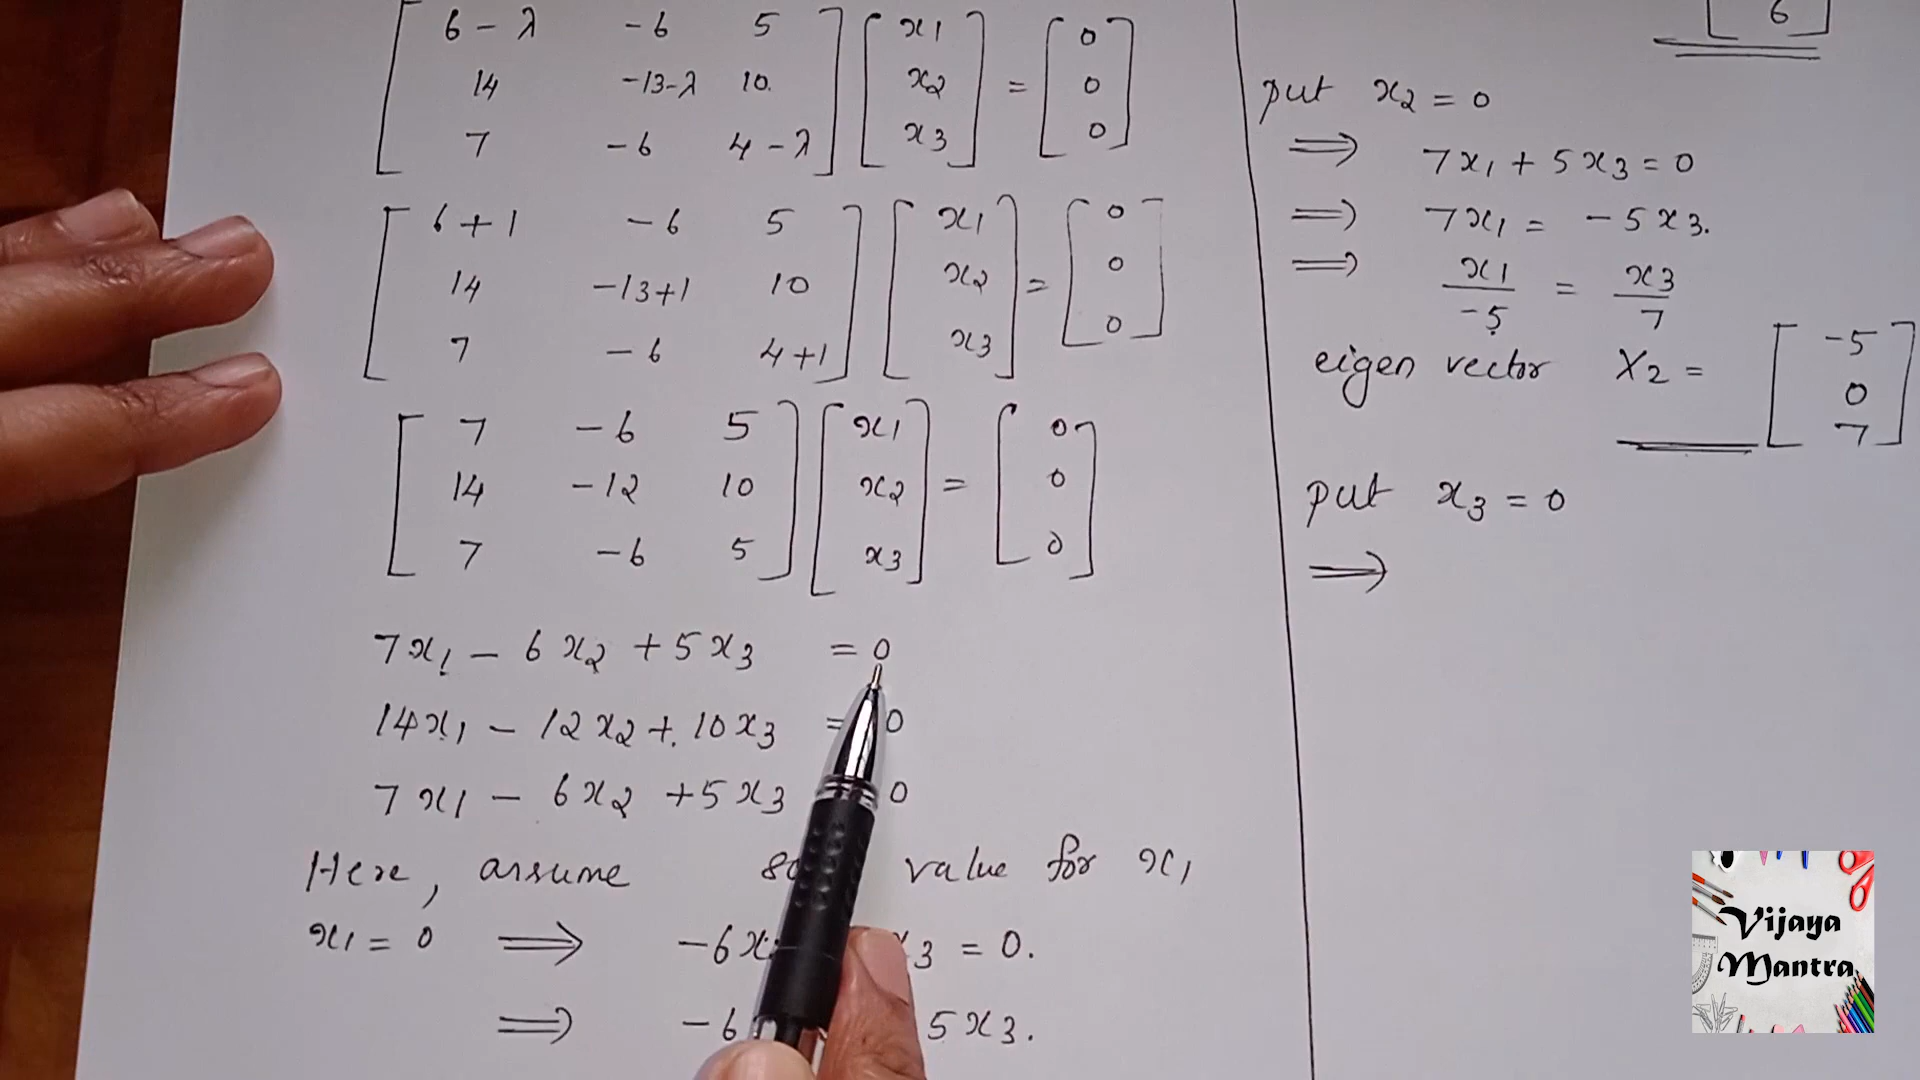 6 - λ -6 5 x1 0
14 -13-λ 10 x2 = 0
7 -6 4 - λ x3 0
6 + 1 -6 5 x1 0
14 -13+1 10 x2 = 0
7 -6 4+1 x3 0
7 -6 5 x1 0
14 -12 10 x2 = 0
7 -6 5 x3 0
7x1 - 6x2 + 5x3 = 0
14x1 - 12x2 + 10x3 = 0
7x1 - 6x2 + 5x3 0
Here, assume value for x1
x1 = 0 ⟹ -6x x3 = 0.
⟹ -6 5x3.
6
put x2 = 0
⟹ 7x1 + 5x3 = 0
⟹ 7x1 = -5x3.
⟹ x1/-5 = x3/7
eigen vector X2 = -5 0 7
put x3 = 0
⟹
Vijaya
Mantra